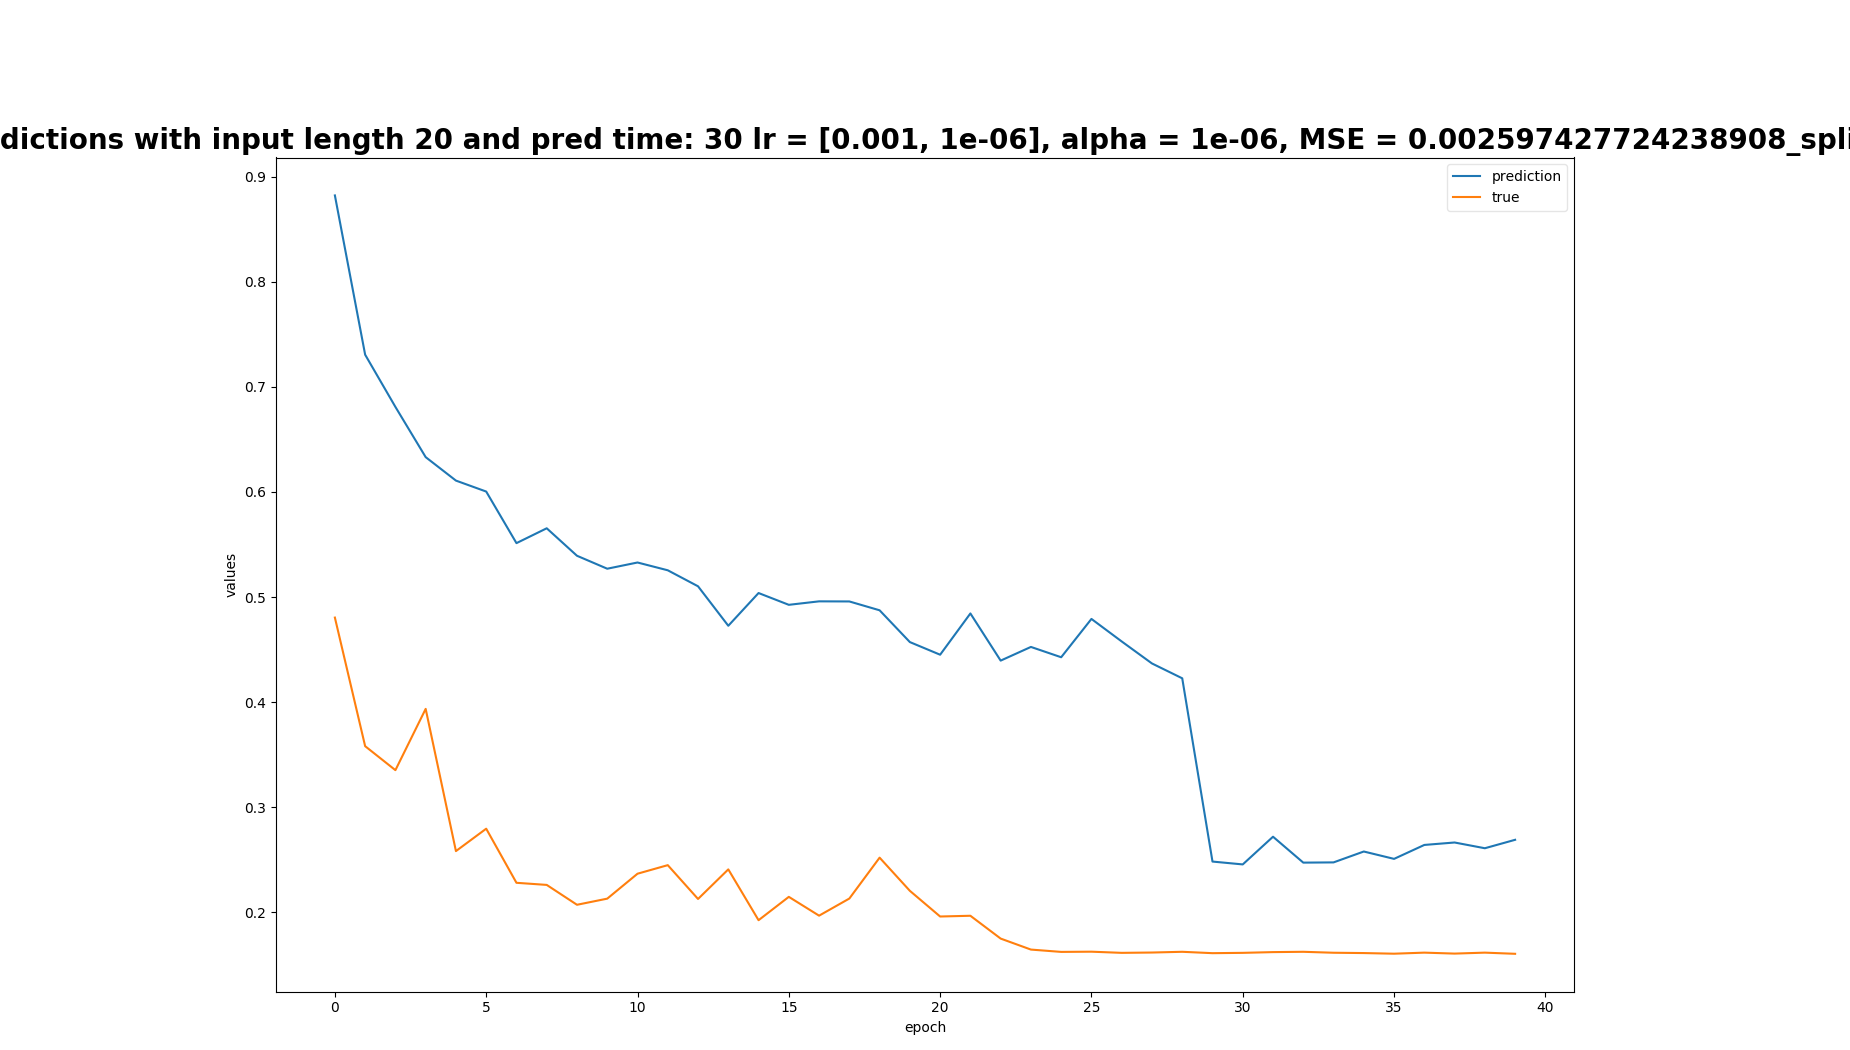 dictions with input length 20 and pred time: 30 lr = [0.001, 1e-06], alpha = 1e-06, MSE = 0.002597427724238908_spli
prediction
true
0.9
0.8
0.7
0.6
0.5
0.4
0.3
0.2
values
0 5 10 15 20 25 30 35 40
epoch